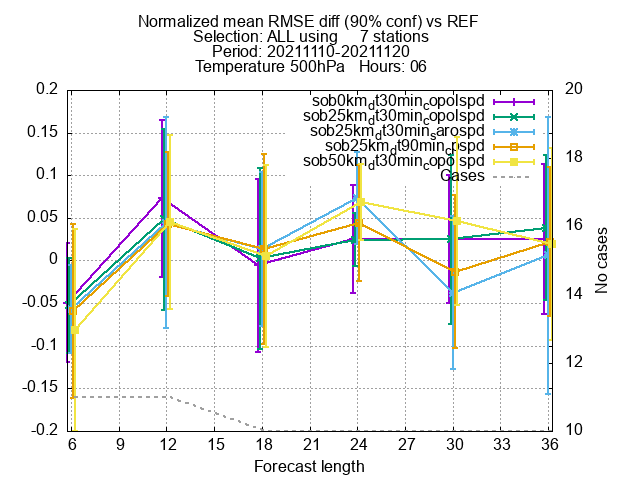 Normalized mean RMSE diff (90% conf) vs REF
Selection: ALL using 7 stations
Period: 20211110-20211120
Temperature 500hPa Hours: 06
sob0km_dt30min_copolspd
sob25km_dt30min_copolspd
sob25km_dt30min_sarospd
sob25km_dt90min_cpspd
sob50km_dt30min_copolspd
Cases
0.2
0.15
0.1
0.05
0
-0.05
-0.1
-0.15
-0.2
20
18
16
14
12
10
No cases
6 9 12 15 18 21 24 27 30 33 36
Forecast length